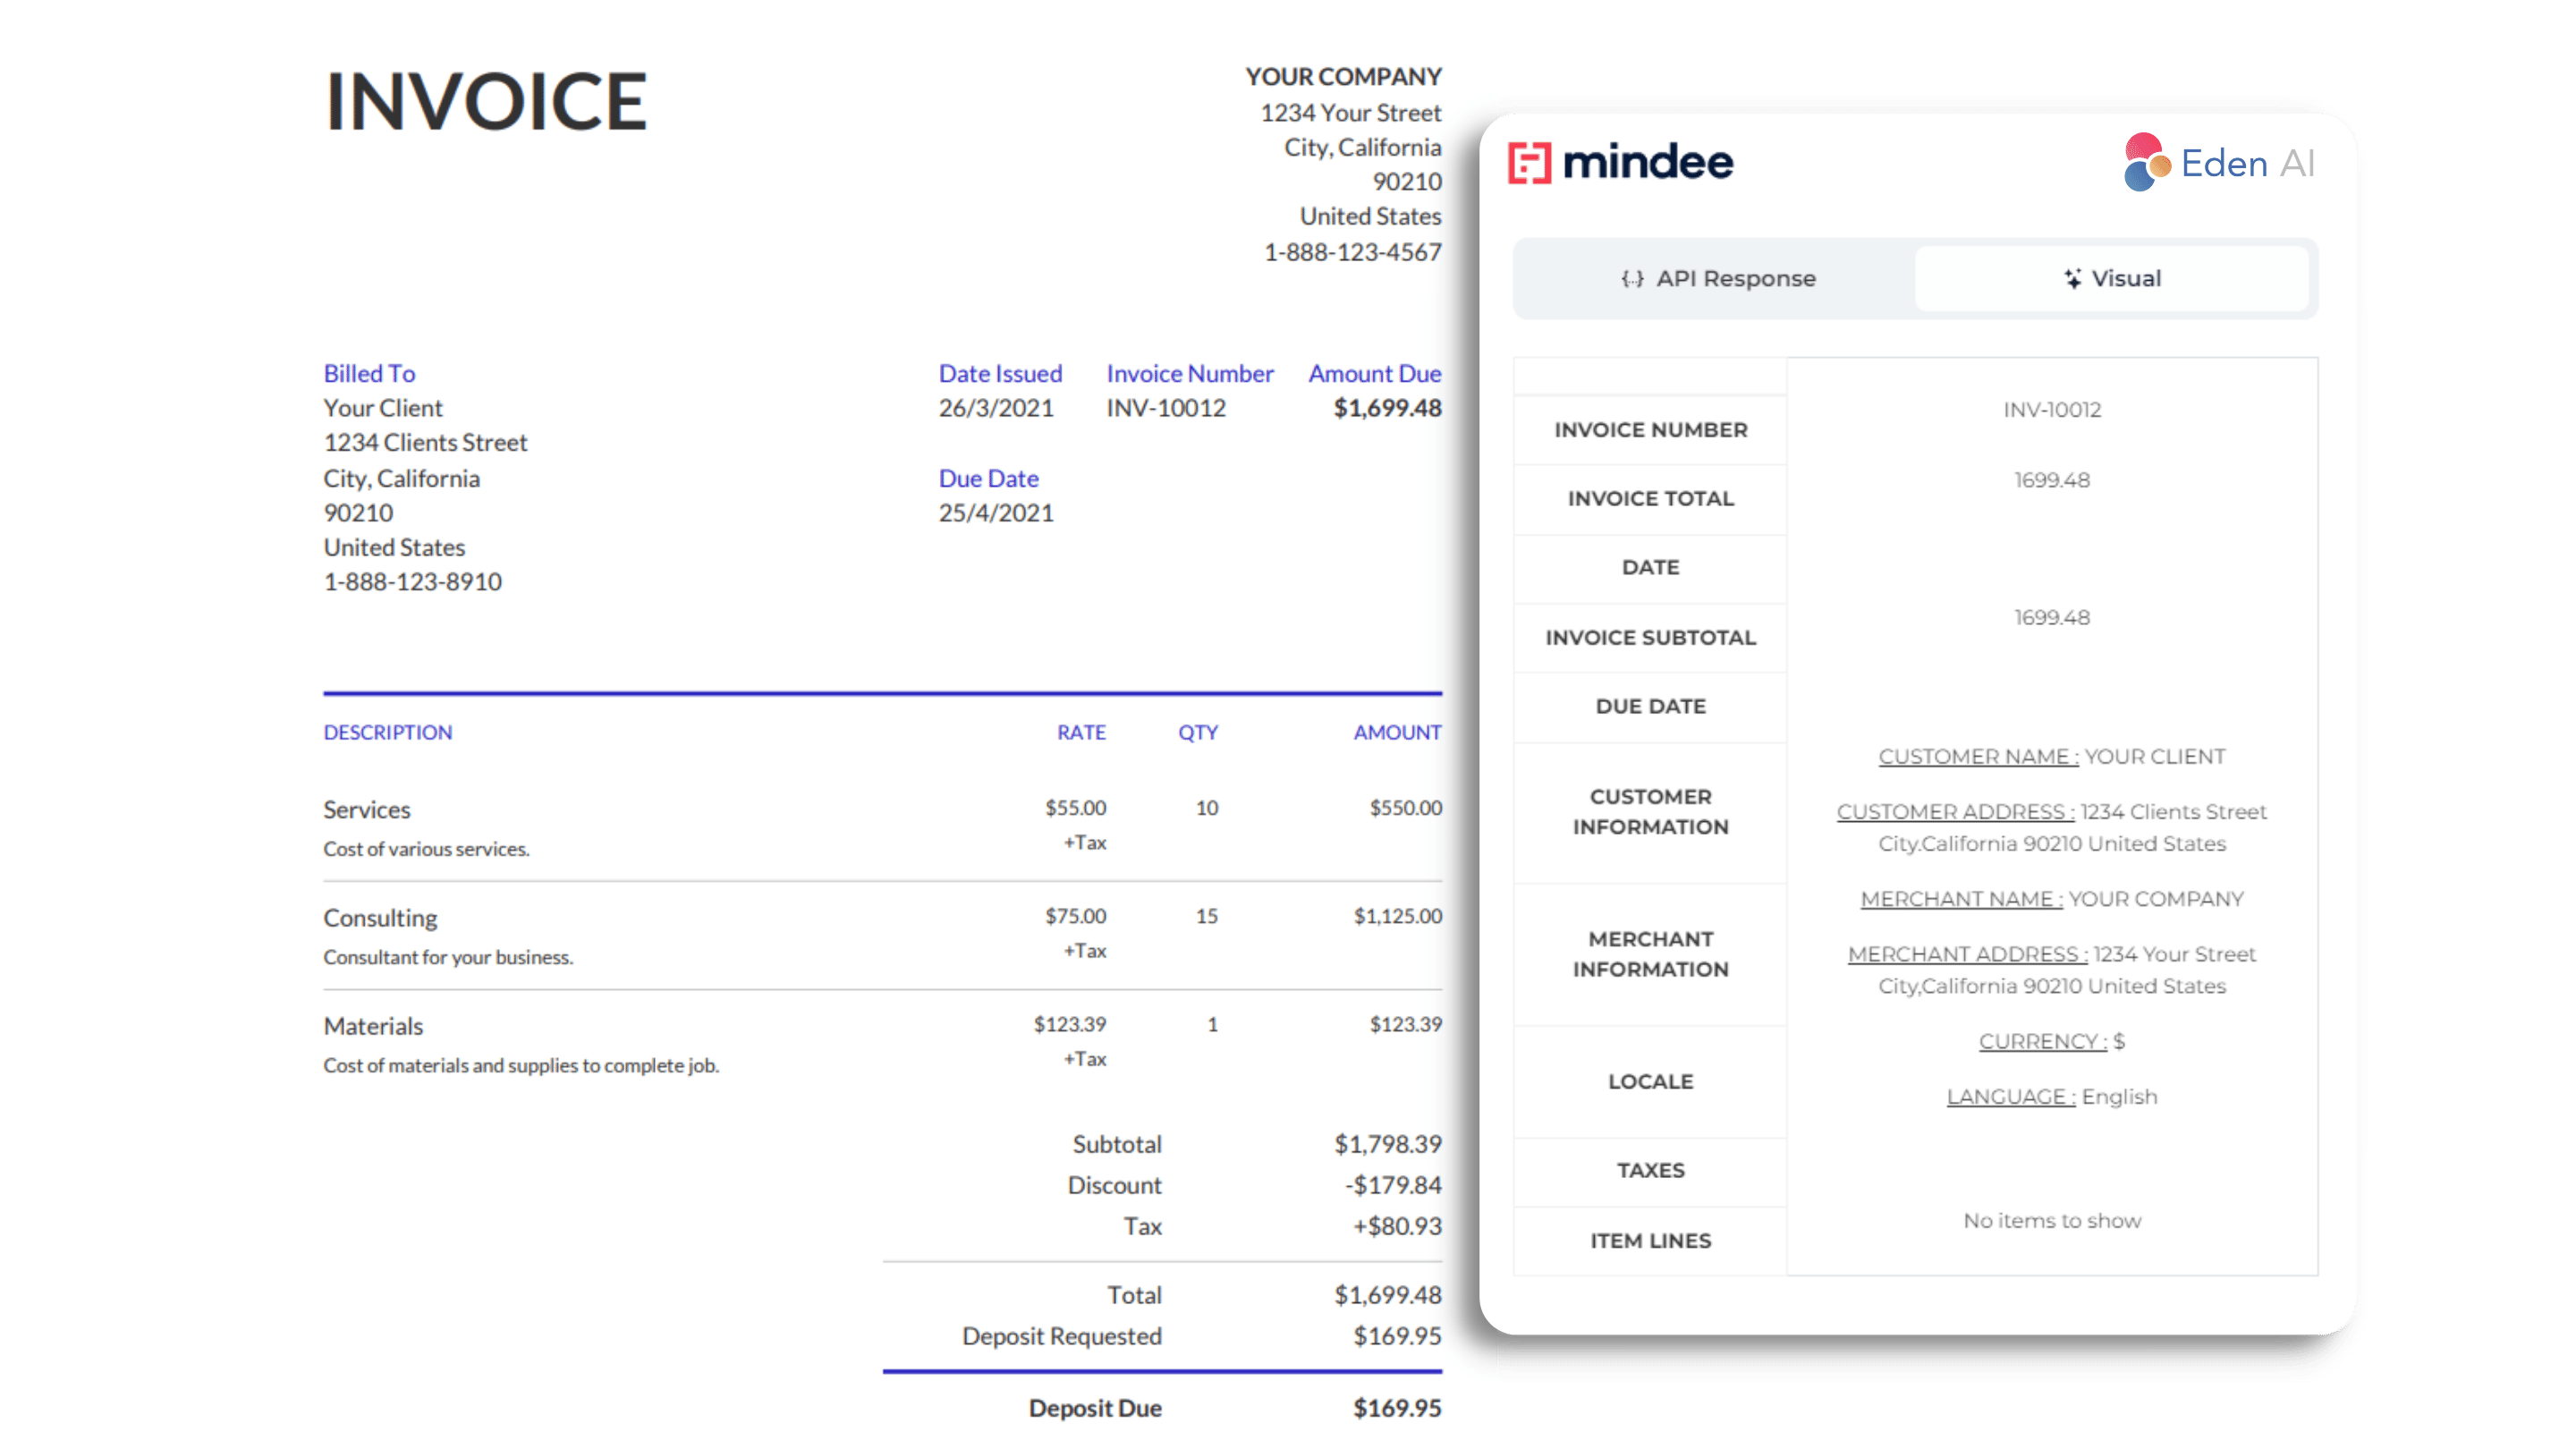 INVOICE
YOUR COMPANY
1234 Your Street
City, California
90210
United States
1-888-123-4567
Billed To
Your Client
1234 Clients Street
City, California
90210
United States
1-888-123-8910
Date Issued
26/3/2021
Due Date
25/4/2021
Invoice Number
INV-10012
Amount Due
$1,699.48
DESCRIPTION RATE QTY AMOUNT
Services $55.00 10 $550.00
+Tax
Cost of various services.
Consulting $75.00 15 $1,125.00
+Tax
Consultant for your business.
Materials $123.39 1 $123.39
+Tax
Cost of materials and supplies to complete job.
Subtotal $1,798.39
Discount -$179.84
Tax +$80.93
Total $1,699.48
Deposit Requested $169.95
Deposit Due $169.95
mindee
Eden AI
{...} API Response
Visual
INVOICE NUMBER INV-10012
INVOICE TOTAL 1699.48
DATE
INVOICE SUBTOTAL 1699.48
DUE DATE
CUSTOMER
INFORMATION
CUSTOMER NAME : YOUR CLIENT
CUSTOMER ADDRESS : 1234 Clients Street
City.California 90210 United States
MERCHANT
INFORMATION
MERCHANT NAME : YOUR COMPANY
MERCHANT ADDRESS : 1234 Your Street
City,California 90210 United States
LOCALE
CURRENCY : $
LANGUAGE : English
TAXES
ITEM LINES
No items to show